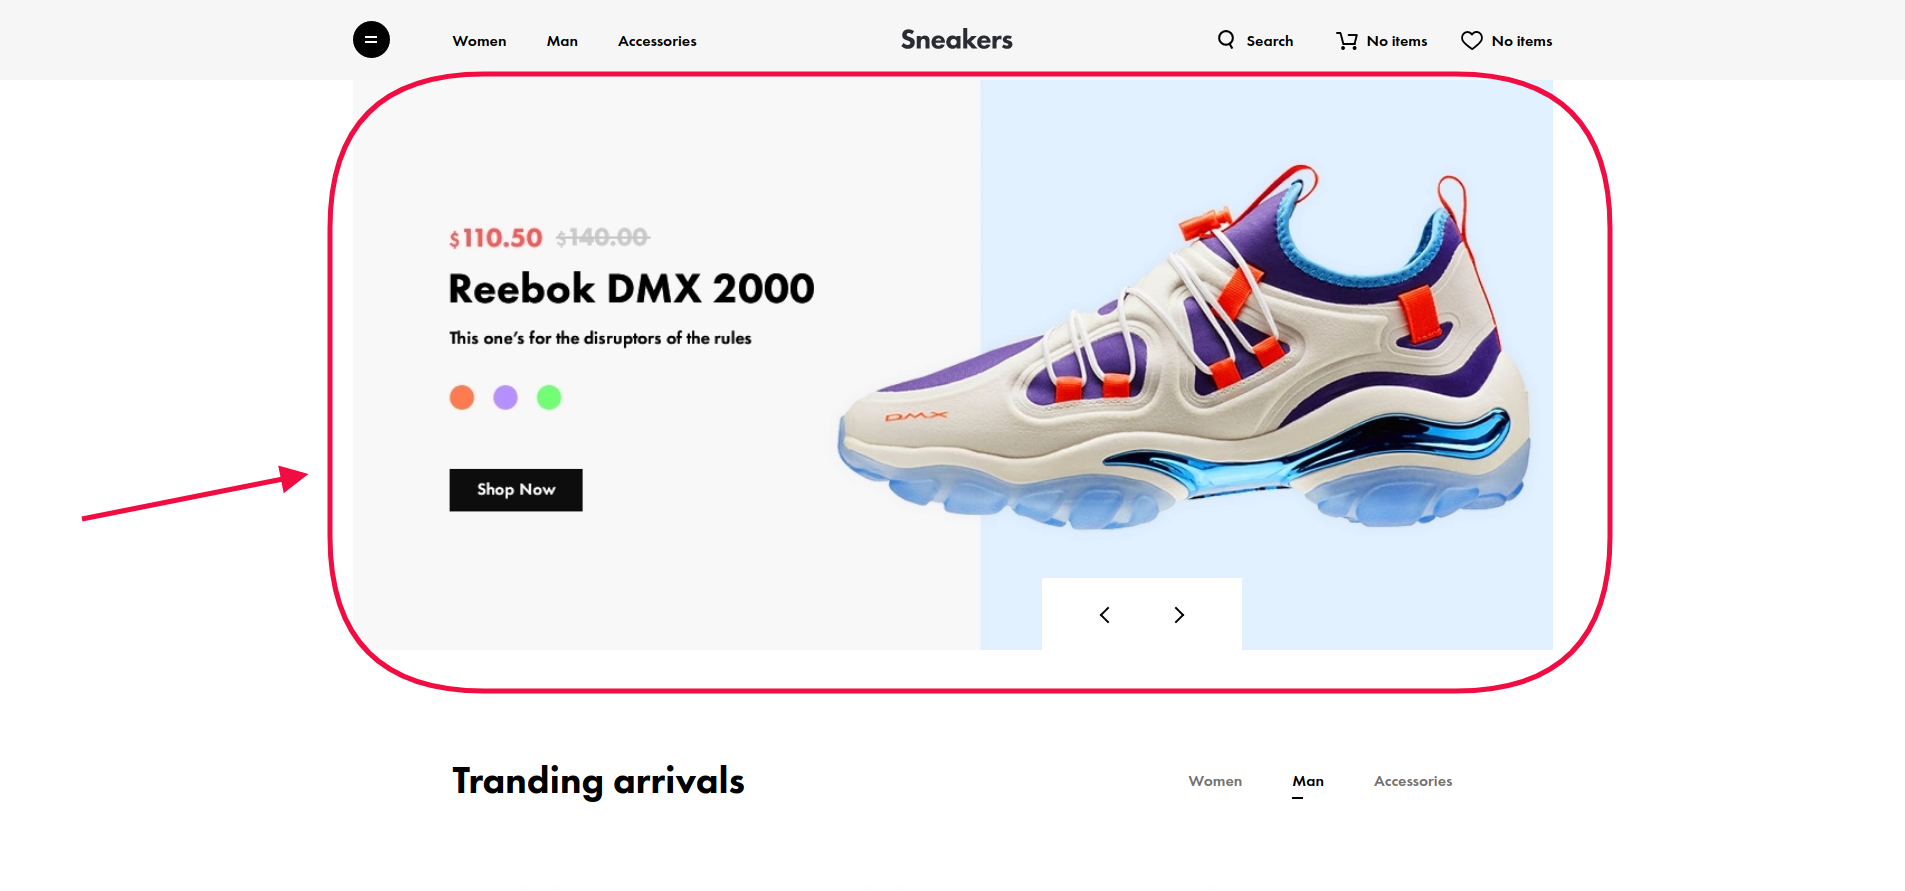 Women Man Accessories Sneakers Search No items No items
$110.50 $140.00
Reebok DMX 2000
This one's for the disruptors of the rules
DMX
Shop Now
Tranding arrivals Women Man Accessories